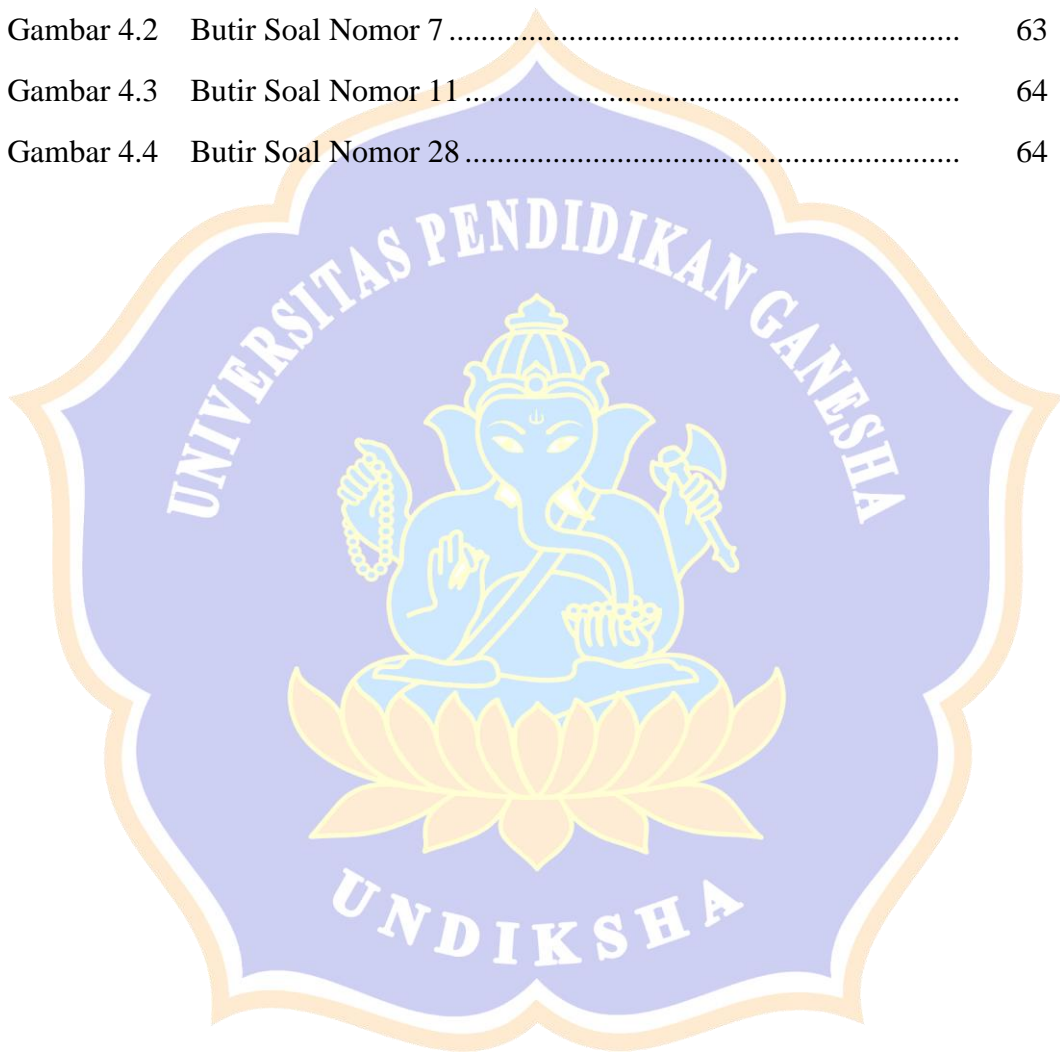 Gambar 4.2 Butir Soal Nomor 7 ................................................................ 63
Gambar 4.3 Butir Soal Nomor 11 .............................................................. 64
Gambar 4.4 Butir Soal Nomor 28 .............................................................. 64
UNIVERSITAS PENDIDIKAN GANESHA
UNDIKSHA